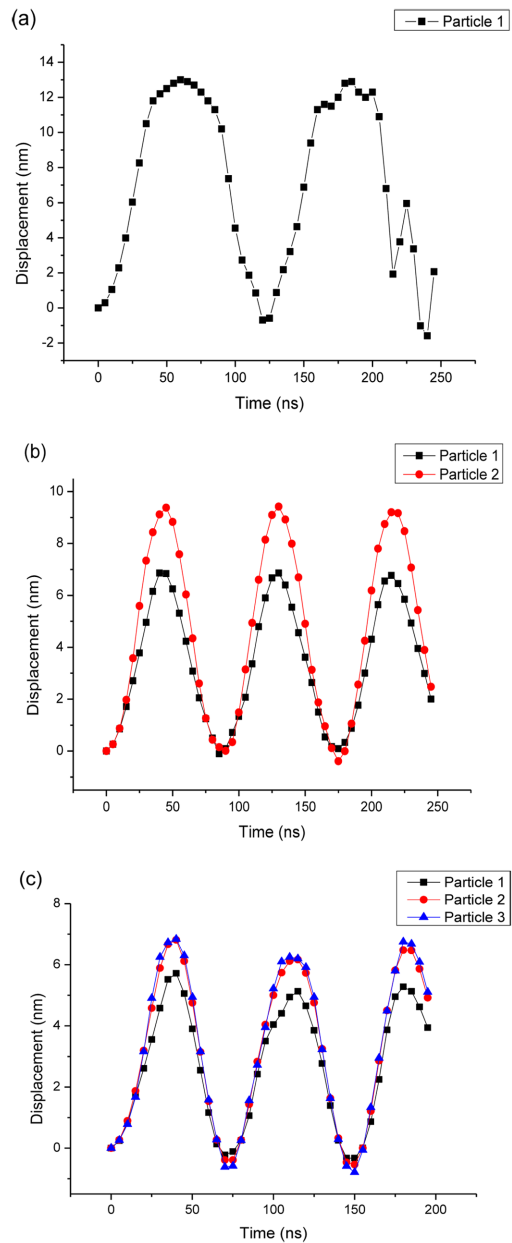 (a)
Particle 1
14
12
10
8
6
4
2
0
-2
Displacement (nm)
0 50 100 150 200 250
Time (ns)
(b)
Particle 1
Particle 2
10
8
6
4
2
0
Displacement (nm)
0 50 100 150 200 250
Time (ns)
(c)
Particle 1
Particle 2
Particle 3
8
6
4
2
0
Displacement (nm)
0 50 100 150 200
Time (ns)